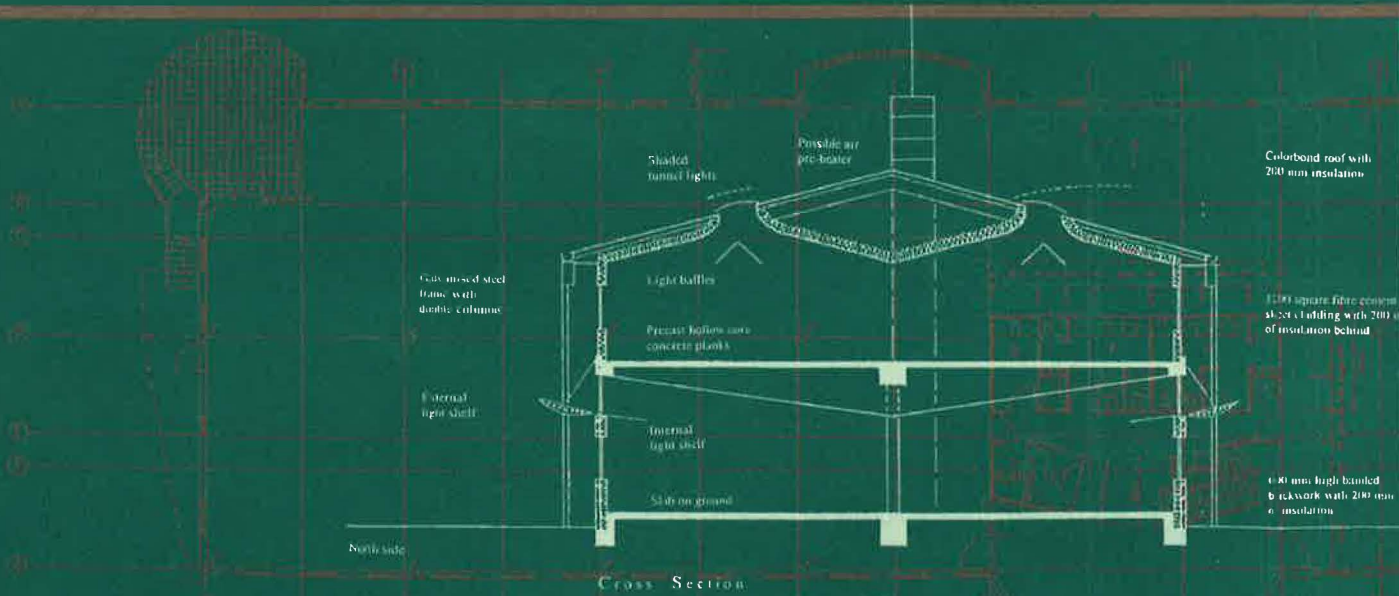 Possible air
pre-heater
Shaded
tunnel lights
Colorbond roof with
200 mm insulation
Galvanised steel
frame with
double columns
Light baffles
Precast hollow core
concrete planks
1200 square fibre cement
sheet cladding with 200
of insulation behind
External
light shelf
Internal
light shelf
Slab on ground
600 mm high banded
brickwork with 200 mm
of insulation
North side
Cross Section